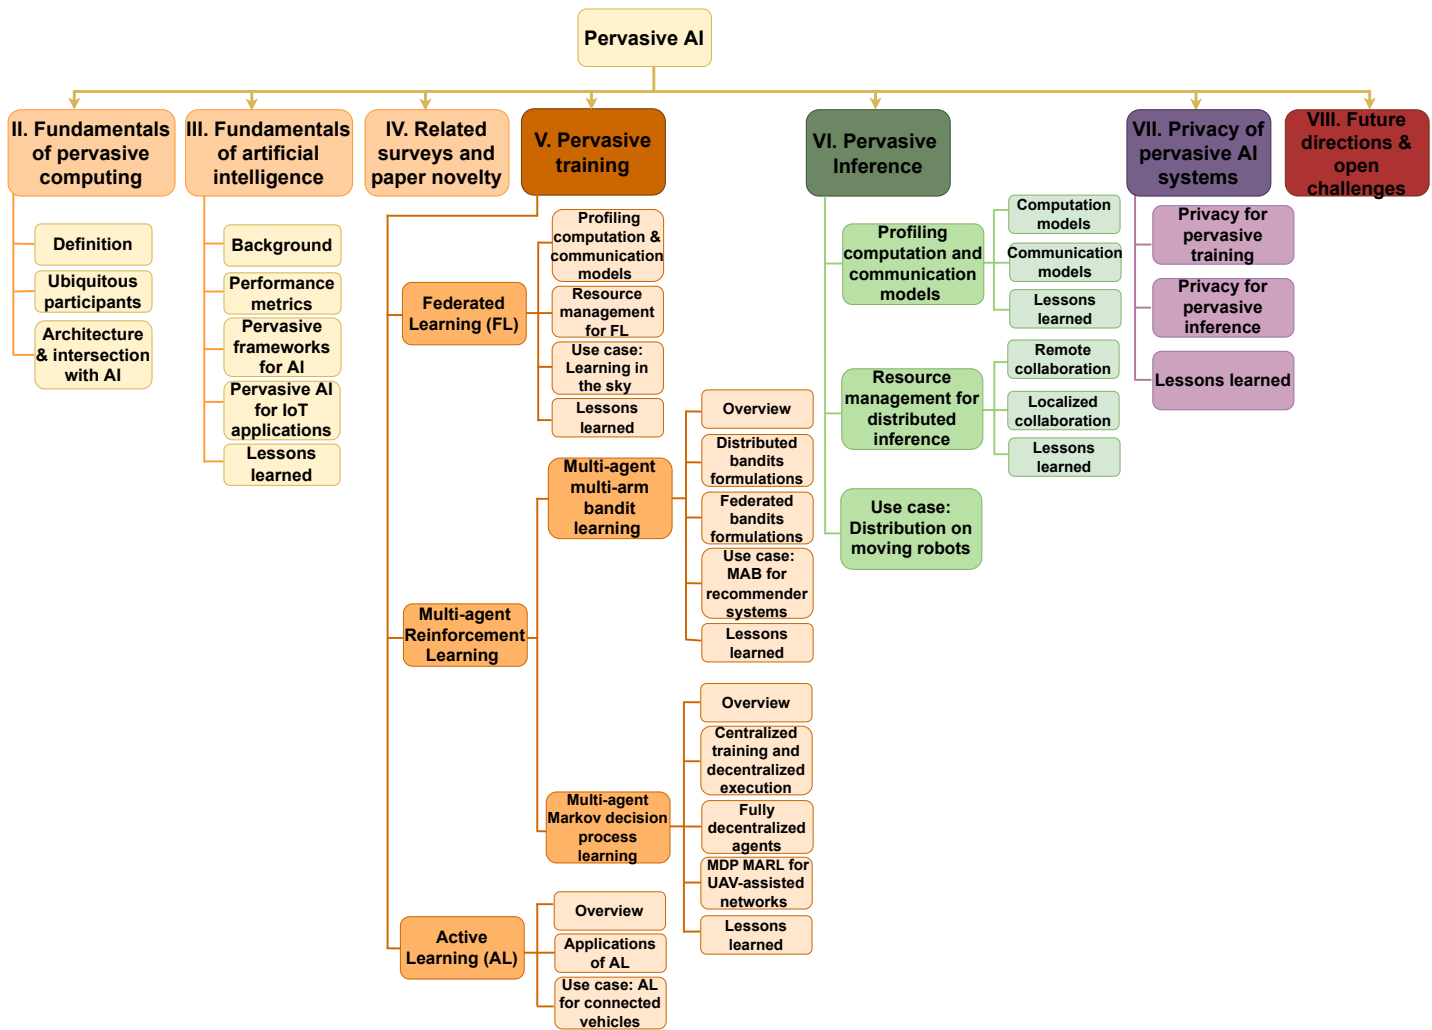 Pervasive AI
II. Fundamentals
of pervasive
computing
III. Fundamentals
of artificial
intelligence
IV. Related
surveys and
paper novelty
V. Pervasive
training
VI. Pervasive
Inference
VII. Privacy of
pervasive AI
systems
VIII. Future
directions &
open
challenges
Definition
Ubiquitous
participants
Architecture
& intersection
with AI
Background
Performance
metrics
Pervasive
frameworks
for AI
Pervasive AI
for IoT
applications
Lessons
learned
Federated
Learning (FL)
Profiling
computation &
communication
models
Resource
management
for FL
Use case:
Learning in
the sky
Lessons
learned
Multi-agent
Reinforcement
Learning
Multi-agent
multi-arm
bandit
learning
Overview
Distributed
bandits
formulations
Federated
bandits
formulations
Use case:
MAB for
recommender
systems
Lessons
learned
Multi-agent
Markov decision
process
learning
Overview
Centralized
training and
decentralized
execution
Fully
decentralized
agents
MDP MARL for
UAV-assisted
networks
Lessons
learned
Active
Learning (AL)
Overview
Applications
of AL
Use case: AL
for connected
vehicles
Profiling
computation and
communication
models
Computation
models
Communication
models
Lessons
learned
Resource
management for
distributed
inference
Remote
collaboration
Localized
collaboration
Lessons
learned
Use case:
Distribution on
moving robots
Privacy for
pervasive
training
Privacy for
pervasive
inference
Lessons learned